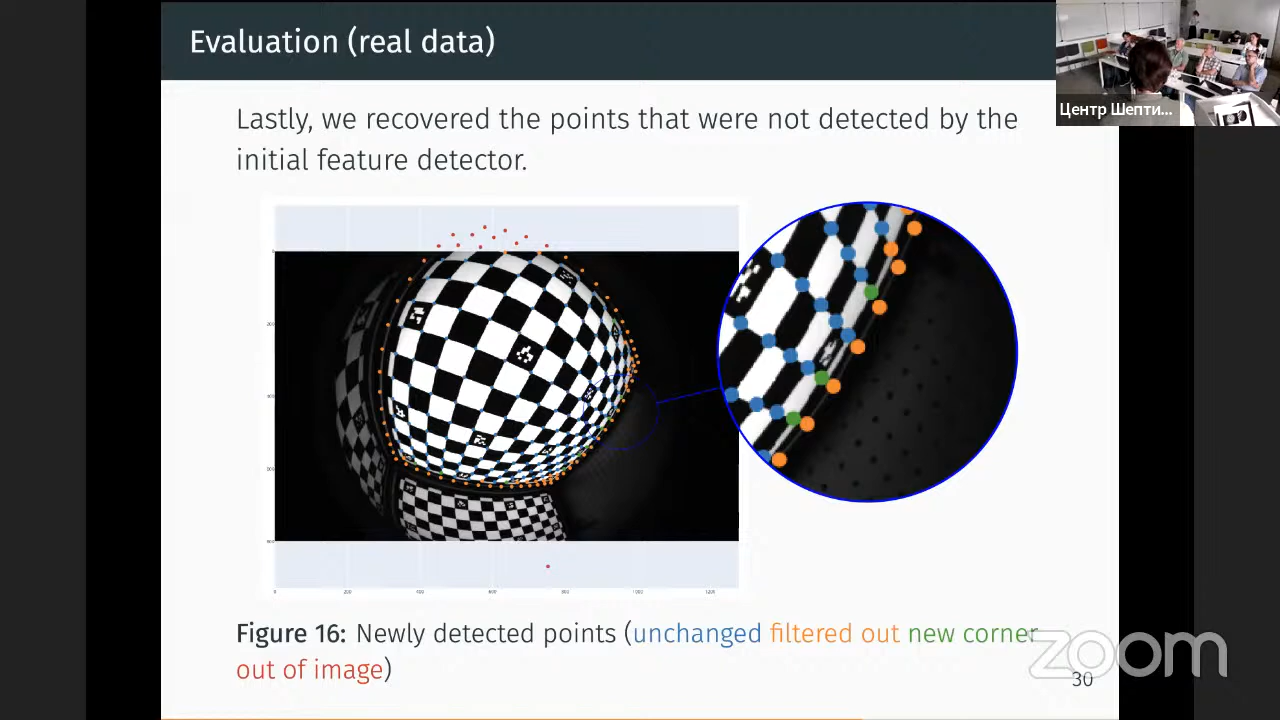 Evaluation (real data)
Центр Шепти...
Lastly, we recovered the points that were not detected by the
initial feature detector.
Figure 16: Newly detected points (unchanged filtered out new corner
out of image)
zoom
30